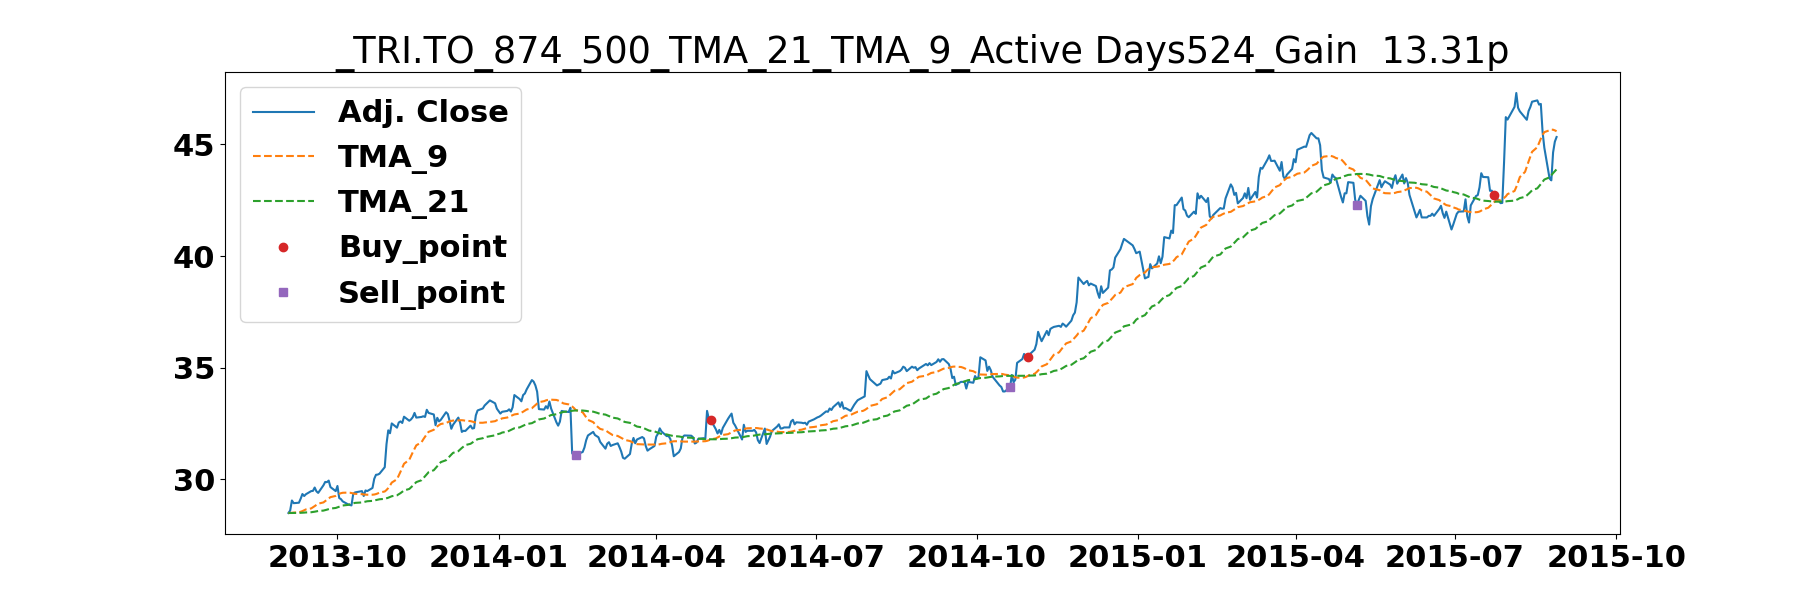 _TRI.TO_874_500_TMA_21_TMA_9_Active Days524_Gain  13.31p
Adj. Close
TMA_9
TMA_21
Buy_point
Sell_point
45
40
35
30
2013-10 2014-01 2014-04 2014-07 2014-10 2015-01 2015-04 2015-07 2015-10